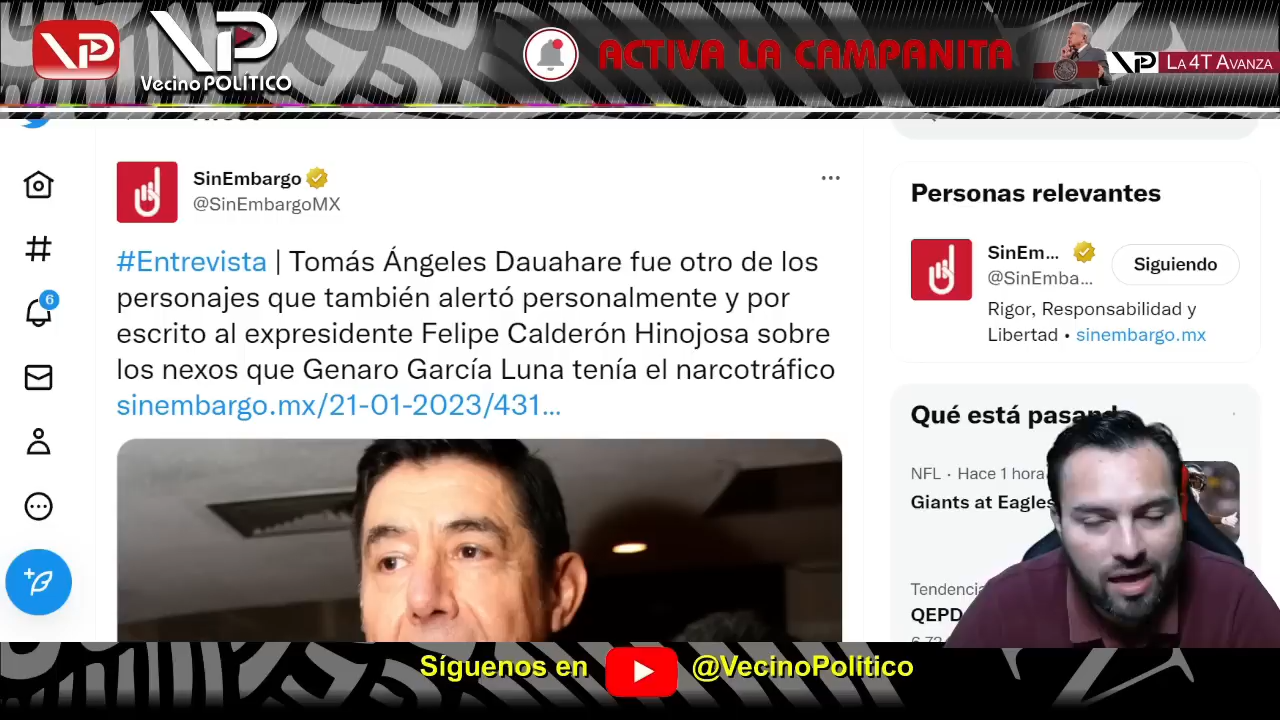 VP
VP
Vecino POLÍTICO
ACTIVA LA CAMPANITA
VP LA 4T AVANZA
SinEmbargo
@SinEmbargoMX
#Entrevista | Tomás Ángeles Dauahare fue otro de los
personajes que también alertó personalmente y por
escrito al expresidente Felipe Calderón Hinojosa sobre
los nexos que Genaro García Luna tenía el narcotráfico
sinembargo.mx/21-01-2023/431...
6
Personas relevantes
SinEm...
@SinEmba...
Siguiendo
Rigor, Responsabilidad y
Libertad • sinembargo.mx
Qué está pasand
NFL · Hace 1 hora
Giants at Eagles
Tendencia
QEPD
Síguenos en @VecinoPolitico